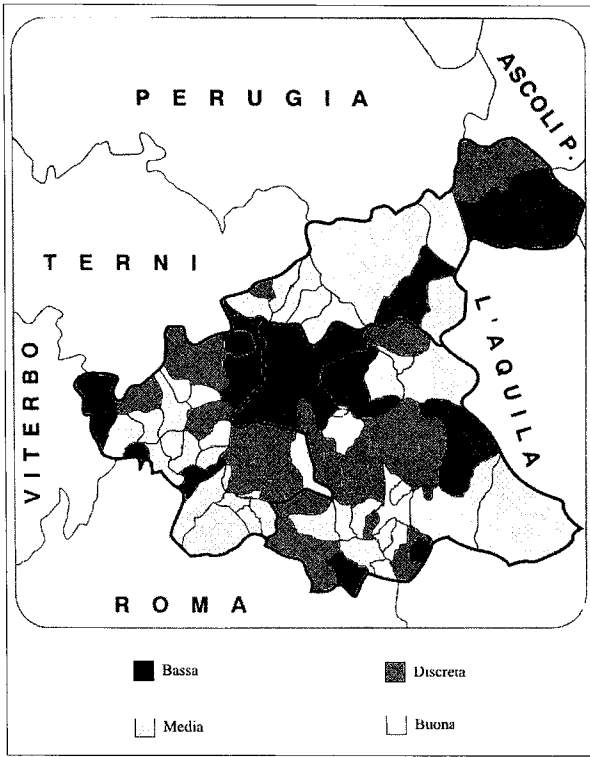 PERUGIA
ASCOLI P.
TERNI
L'AQUILA
VITERBO
ROMA
Bassa
Discreta
Media
Buona